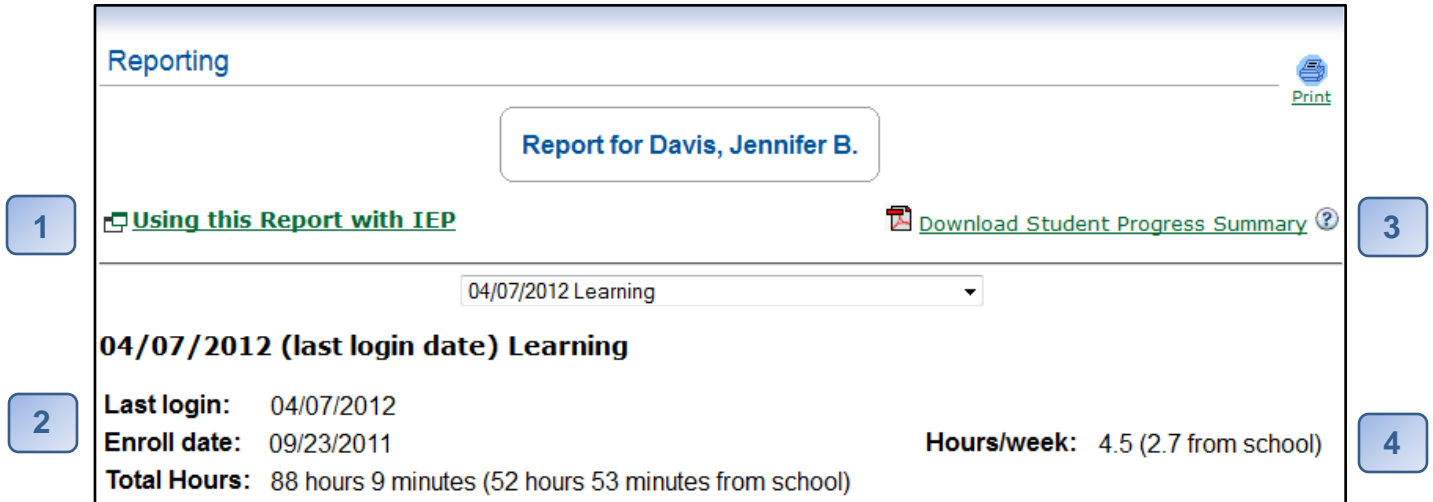 Reporting
Print
Report for Davis, Jennifer B.
1
Using this Report with IEP
Download Student Progress Summary ?
3
04/07/2012 Learning
04/07/2012 (last login date) Learning
2
Last login: 04/07/2012
Enroll date: 09/23/2011
Hours/week: 4.5 (2.7 from school)
4
Total Hours: 88 hours 9 minutes (52 hours 53 minutes from school)